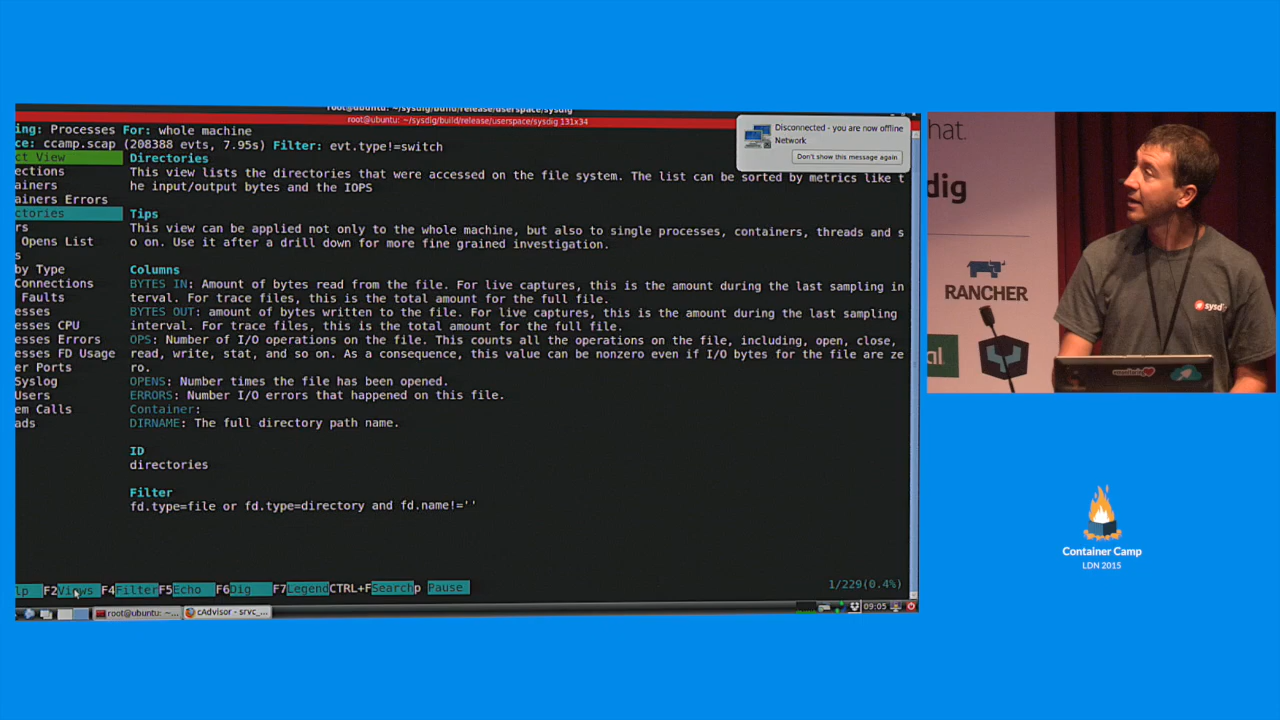 root@ubuntu: ~/sysdig/build/release/userspace/sysdig
root@ubuntu: ~/sysdig/build/release/userspace/sysdig 131x34
ing: Processes For: whole machine
ce: ccamp.scap (208388 evts, 7.95s) Filter: evt.type!=switch
ct View
ections
ainers
ainers Errors
ctories
rs
Opens List
s
by Type
Connections
Faults
esses
esses CPU
esses Errors
esses FD Usage
er Ports
Syslog
Users
em Calls
ads
Directories
This view lists the directories that were accessed on the file system. The list can be sorted by metrics like t
he input/output bytes and the IOPS
Tips
This view can be applied not only to the whole machine, but also to single processes, containers, threads and s
o on. Use it after a drill down for more fine grained investigation.
Columns
BYTES IN: Amount of bytes read from the file. For live captures, this is the amount during the last sampling in
terval. For trace files, this is the total amount for the full file.
BYTES OUT: amount of bytes written to the file. For live captures, this is the amount during the last sampling
interval. For trace files, this is the total amount for the full file.
OPS: Number of I/O operations on the file. This counts all the operations on the file, including, open, close,
read, write, stat, and so on. As a consequence, this value can be nonzero even if I/O bytes for the file are ze
ro.
OPENS: Number times the file has been opened.
ERRORS: Number I/O errors that happened on this file.
Container:
DIRNAME: The full directory path name.
ID
directories
Filter
fd.type=file or fd.type=directory and fd.name!=''
lp F2Views F4FilterF5Echo F6Dig F7LegendCTRL+FSearchp Pause
1/229(0.4%)
root@ubuntu: ~...
cAdvisor - srvc_...
09:05
Disconnected - you are now offline
Network
Don't show this message again
hat.
dig
RANCHER
al
sysdi
Container Camp
LDN 2015